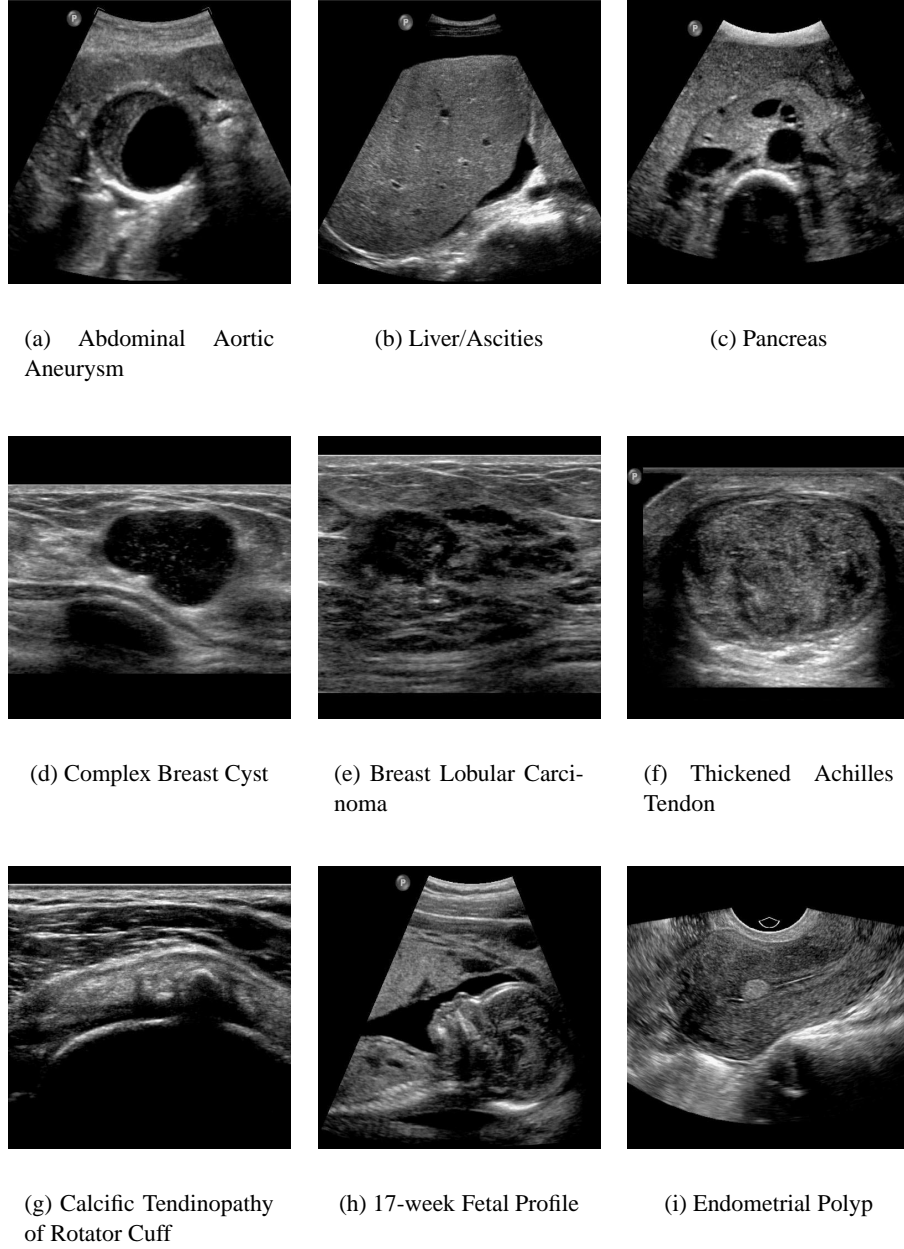 P
P
P
(a) Abdominal Aortic
Aneurysm
(b) Liver/Ascities
(c) Pancreas
P
(d) Complex Breast Cyst
(e) Breast Lobular Carci-
noma
(f) Thickened Achilles
Tendon
P
(g) Calcific Tendinopathy
of Rotator Cuff
(h) 17-week Fetal Profile
(i) Endometrial Polyp